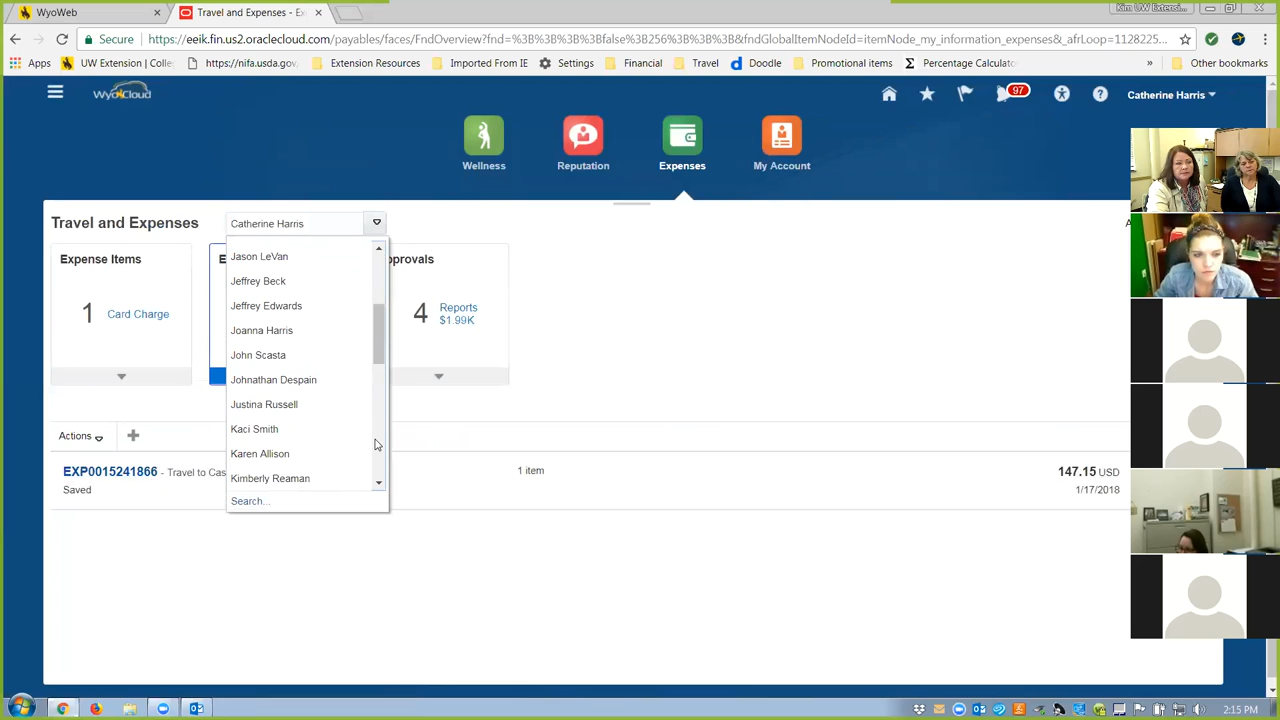 WyoWeb
Travel and Expenses - Ex
Kim UW Extensi...
Secure
https://eeik.fin.us2.oraclecloud.com/payables/faces/FndOverview?fnd=%3B%3B%3B%3Bfalse%3B256%3B%3B%3B&fndGlobalItemNodeId=itemNode_my_information_expenses&_afrLoop=1128225...
Apps
UW Extension | Colle
https://nifa.usda.gov
Extension Resources
Imported From IE
Settings
Financial
Doodle
Promotional items
Percentage Calculato
»
Other bookmarks
WyoCloud
97
Catherine Harris
Wellness
Reputation
Expenses
My Account
Travel and Expenses
Catherine Harris
Expense Items
1
Card Charge
Jason LeVan
Jeffrey Beck
Jeffrey Edwards
Joanna Harris
John Scasta
Johnathan Despain
Justina Russell
Kaci Smith
Karen Allison
Kimberly Reaman
Search...
provals
4
Reports
$1.99K
Actions
EXP0015241866 - Travel to Cas
Saved
1 item
147.15 USD
1/17/2018
2:15 PM